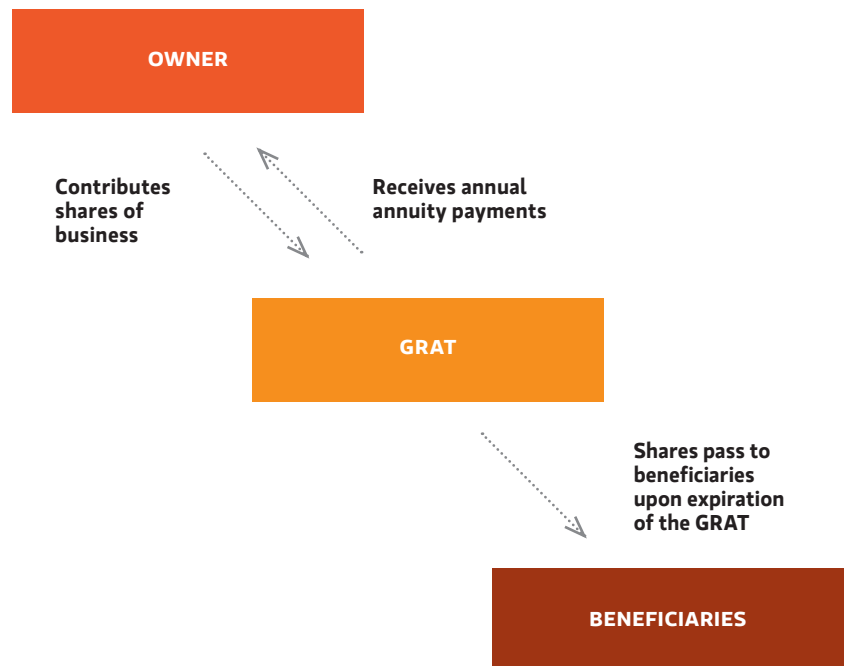 OWNER
Contributes
shares of
business
Receives annual
annuity payments
GRAT
Shares pass to
beneficiaries
upon expiration
of the GRAT
BENEFICIARIES